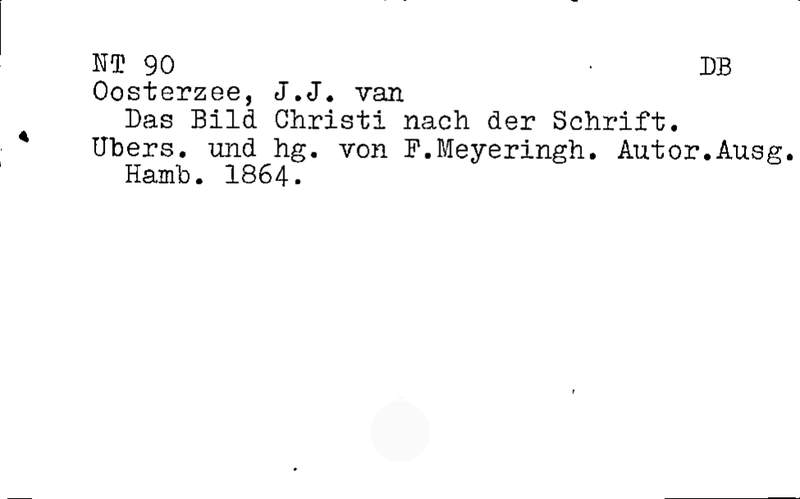 NT 90 DB
Oosterzee, J.J. van
Das Bild Christi nach der Schrift.
Ubers. und hg. von F.Meyeringh. Autor.Ausg.
Hamb. 1864.